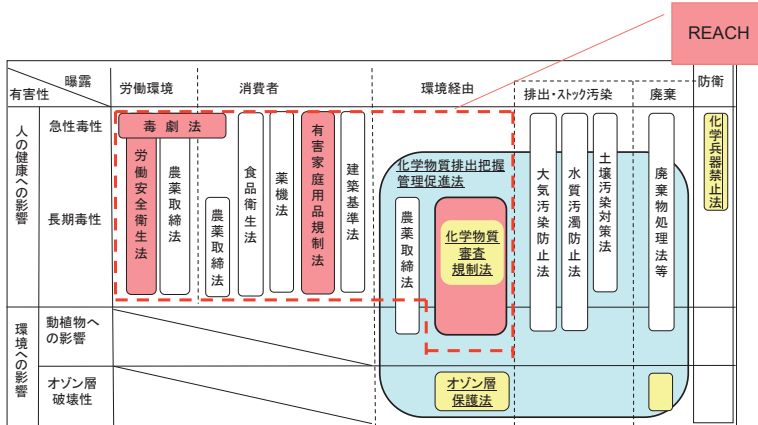 REACH
曝露
有害性
労働環境
消費者
環境経由
排出・ストック汚染
廃棄
防衛
人の健康への影響
急性毒性
長期毒性
環境への影響
動植物へ
の影響
オゾン層
破壊性
毒劇法
労働安全衛生法
農薬取締法
農薬取締法
食品衛生法
薬機法
有害家庭用品規制法
建築基準法
化学物質排出把握
管理促進法
農薬取締法
化学物質
審査
規制法
オゾン層
保護法
大気汚染防止法
水質汚濁防止法
土壌汚染対策法
廃棄物処理法等
化学兵器禁止法